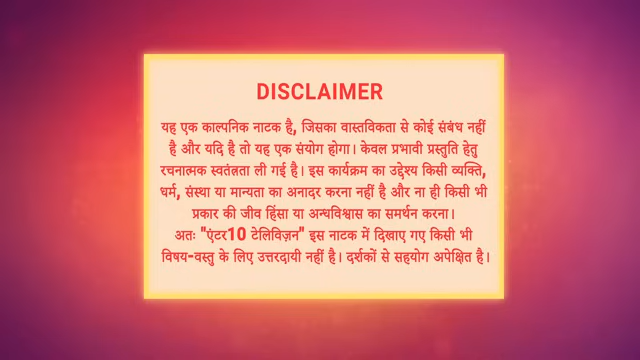 DISCLAIMER
यह एक काल्पनिक नाटक है, जिसका वास्तविकता से कोई संबंध नहीं
है और यदि है तो यह एक संयोग होगा। केवल प्रभावी प्रस्तुति हेतु
रचनात्मक स्वतंत्रता ली गई है। इस कार्यक्रम का उद्देश्य किसी व्यक्ति,
धर्म, संस्था या मान्यता का अनादर करना नहीं है और ना ही किसी भी
प्रकार की जीव हिंसा या अन्धविश्वास का समर्थन करना।
अतः "एंटर10 टेलिविज़न" इस नाटक में दिखाए गए किसी भी
विषय-वस्तु के लिए उत्तरदायी नहीं है। दर्शकों से सहयोग अपेक्षित है।